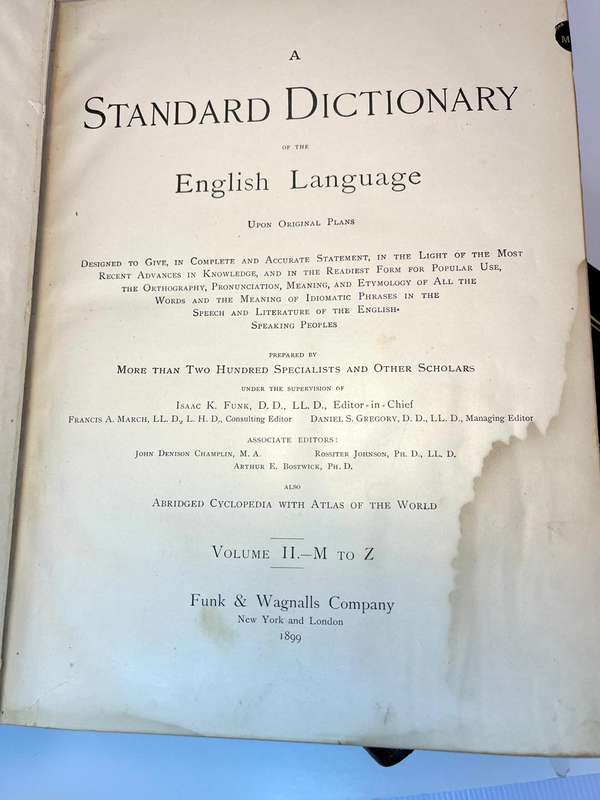 A
STANDARD DICTIONARY
OF THE
English Language
UPON ORIGINAL PLANS
DESIGNED TO GIVE, IN COMPLETE AND ACCURATE STATEMENT, IN THE LIGHT OF THE MOST
RECENT ADVANCES IN KNOWLEDGE, AND IN THE READIEST FORM FOR POPULAR USE,
THE ORTHOGRAPHY, PRONUNCIATION, MEANING, AND ETYMOLOGY OF ALL THE
WORDS AND THE MEANING OF IDIOMATIC PHRASES IN THE
SPEECH AND LITERATURE OF THE ENGLISH-
SPEAKING PEOPLES
PREPARED BY
MORE THAN TWO HUNDRED SPECIALISTS AND OTHER SCHOLARS
UNDER THE SUPERVISION OF
ISAAC K. FUNK, D. D., LL. D., Editor-in-Chief
FRANCIS A. MARCH, LL. D., L. H. D., Consulting Editor DANIEL S. GREGORY, D. D., LL. D., Managing Editor
ASSOCIATE EDITORS:
JOHN DENISON CHAMPLIN, M. A. ROSSITER JOHNSON, PH. D., LL. D.
ARTHUR E. BOSTWICK, PH. D.
ALSO
ABRIDGED CYCLOPEDIA WITH ATLAS OF THE WORLD
VOLUME II.—M TO Z
Funk & Wagnalls Company
New York and London
1899
M